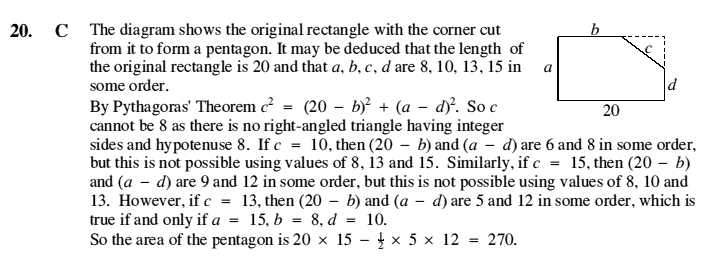 20. C The diagram shows the original rectangle with the corner cut
from it to form a pentagon. It may be deduced that the length of
the original rectangle is 20 and that a, b, c, d are 8, 10, 13, 15 in
some order.
By Pythagoras' Theorem c² = (20 – b)² + (a – d)². So c
cannot be 8 as there is no right-angled triangle having integer
sides and hypotenuse 8. If c = 10, then (20 – b) and (a – d) are 6 and 8 in some order,
but this is not possible using values of 8, 13 and 15. Similarly, if c = 15, then (20 – b)
and (a – d) are 9 and 12 in some order, but this is not possible using values of 8, 10 and
13. However, if c = 13, then (20 – b) and (a – d) are 5 and 12 in some order, which is
true if and only if a = 15, b = 8, d = 10.
So the area of the pentagon is 20 × 15 – ½ × 5 × 12 = 270.
b
c
a
d
20